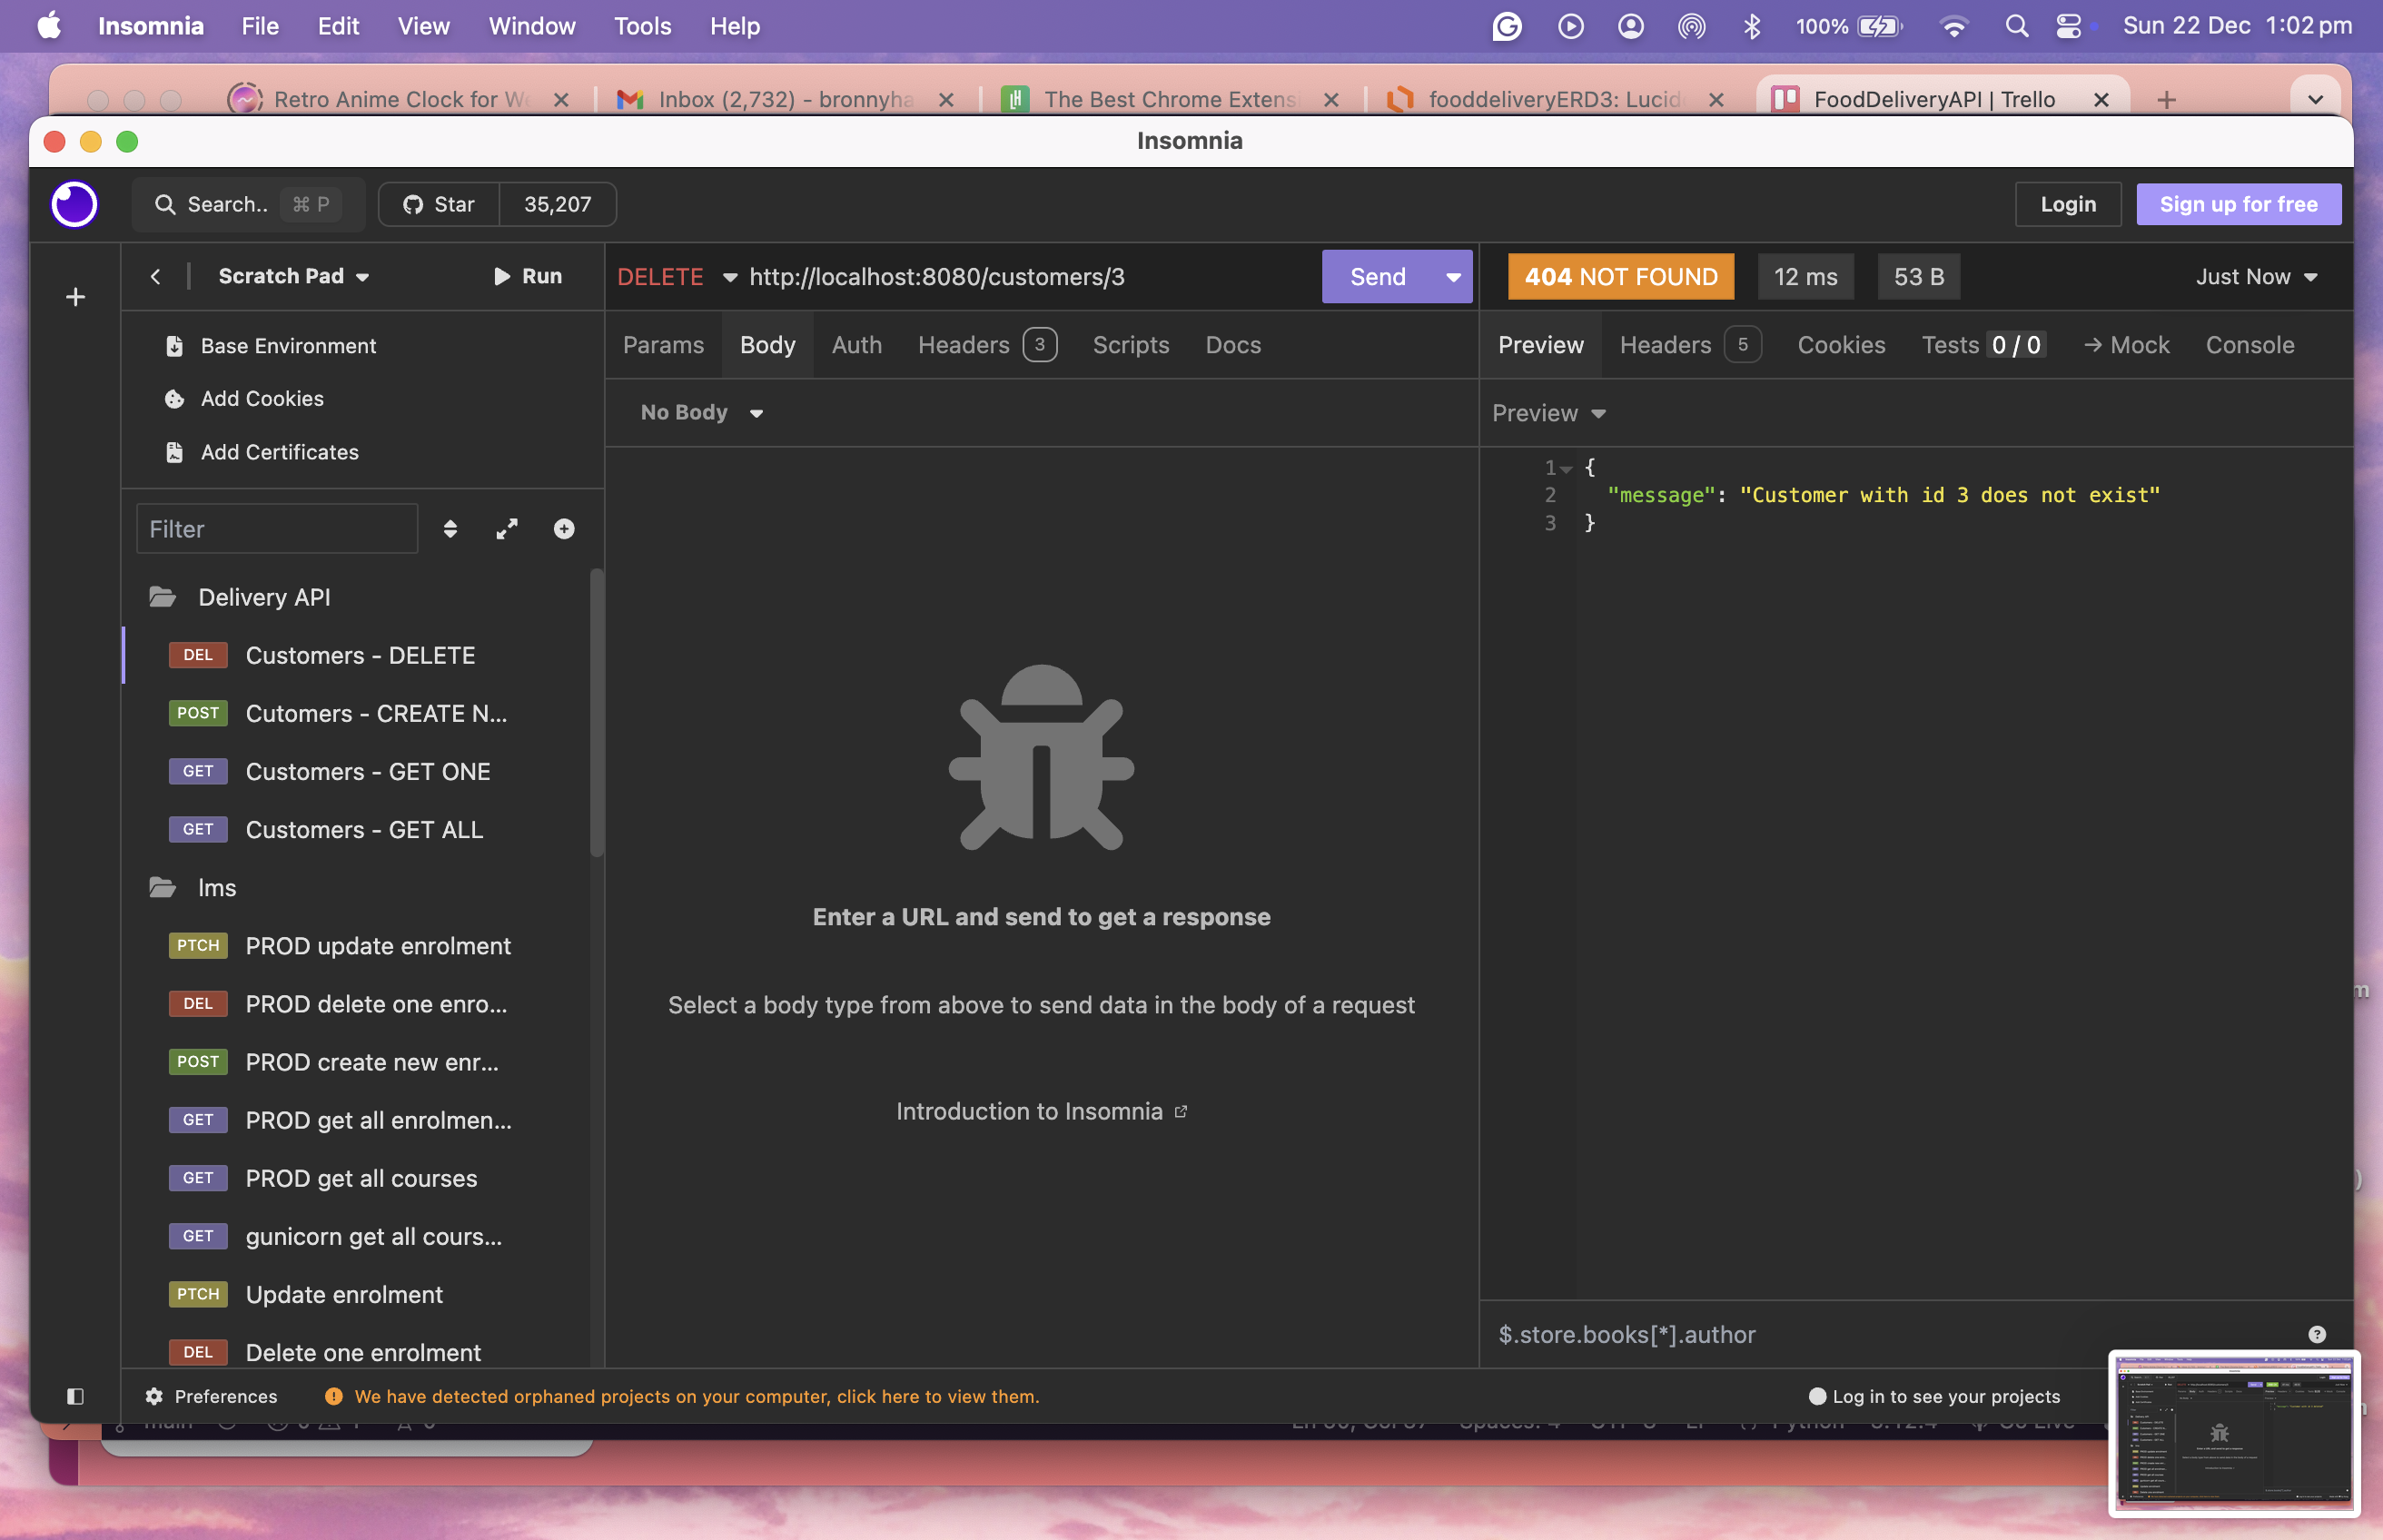 Insomnia File Edit View Window Tools Help 100% Sun 22 Dec 1:02 pm
Retro Anime Clock for We Inbox (2,732) - bronnyha The Best Chrome Extensi fooddeliveryERD3: Lucid FoodDeliveryAPI | Trello
Insomnia
Search.. ⌘ P Star 35,207 Login Sign up for free
Scratch Pad Run DELETE http://localhost:8080/customers/3 Send 404 NOT FOUND 12 ms 53 B Just Now
Params Body Auth Headers 3 Scripts Docs Preview Headers 5 Cookies Tests 0 / 0 → Mock Console
Base Environment
Add Cookies
Add Certificates
No Body Preview
1 {
2 "message": "Customer with id 3 does not exist"
3 }
Filter
Delivery API
DEL Customers - DELETE
POST Cutomers - CREATE N...
GET Customers - GET ONE
GET Customers - GET ALL
lms
PTCH PROD update enrolment
DEL PROD delete one enro...
POST PROD create new enr...
GET PROD get all enrolmen...
GET PROD get all courses
GET gunicorn get all cours...
PTCH Update enrolment
DEL Delete one enrolment
Enter a URL and send to get a response
Select a body type from above to send data in the body of a request
Introduction to Insomnia
$.store.books[*].author
Preferences We have detected orphaned projects on your computer, click here to view them. Log in to see your projects